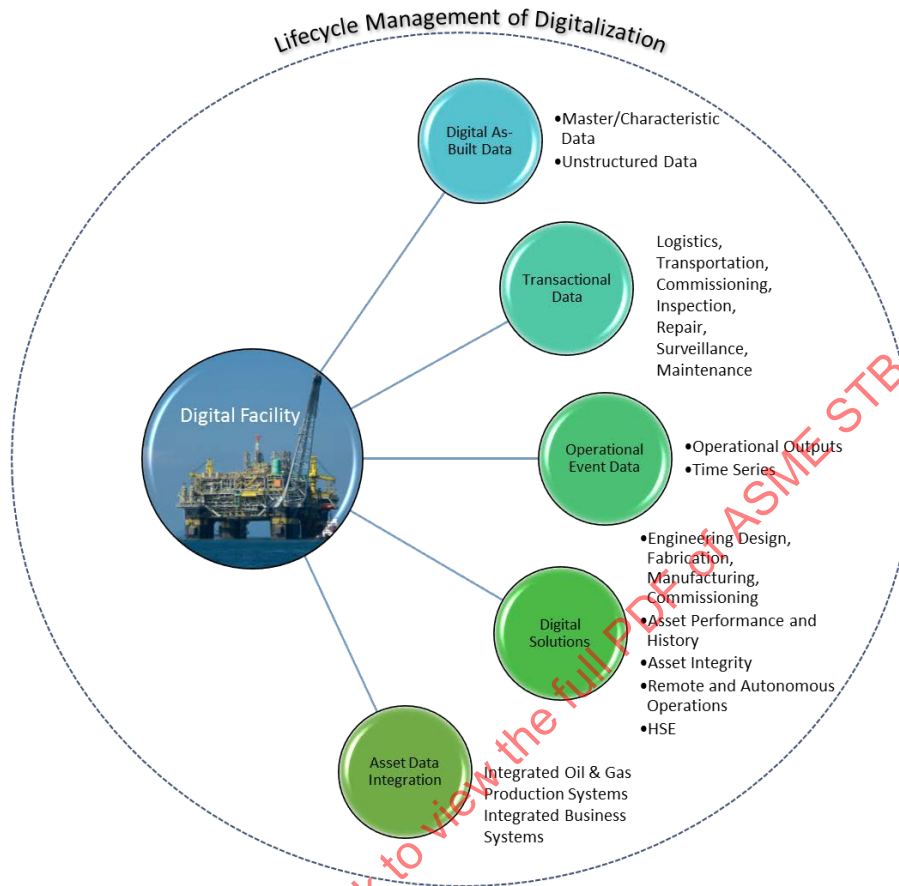 Lifecycle Management of Digitalization
Digital As-
Built Data
•Master/Characteristic
Data
•Unstructured Data
Transactional
Data
Logistics,
Transportation,
Commissioning,
Inspection,
Repair,
Surveillance,
Maintenance
Digital Facility
Operational
Event Data
•Operational Outputs
•Time Series
Digital
Solutions
•Engineering Design,
Fabrication,
Manufacturing,
Commissioning
•Asset Performance and
History
•Asset Integrity
•Remote and Autonomous
Operations
•HSE
Asset Data
Integration
Integrated Oil & Gas
Production Systems
Integrated Business
Systems
k to view the full PDF of ASME STB